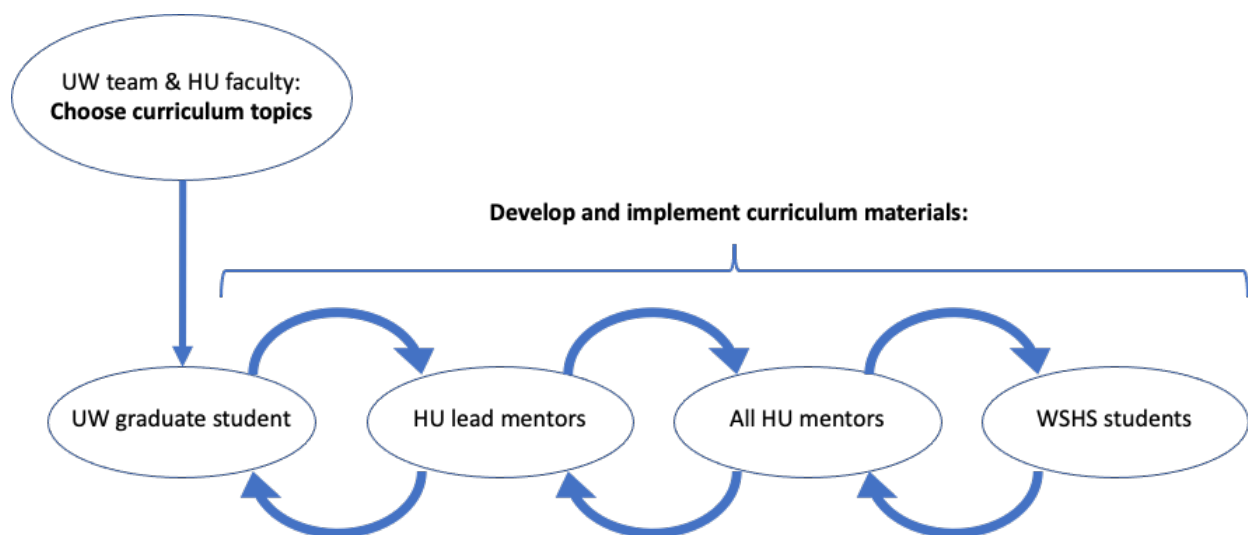 UW team & HU faculty:
Choose curriculum topics
Develop and implement curriculum materials:
UW graduate student
HU lead mentors
All HU mentors
WSHS students